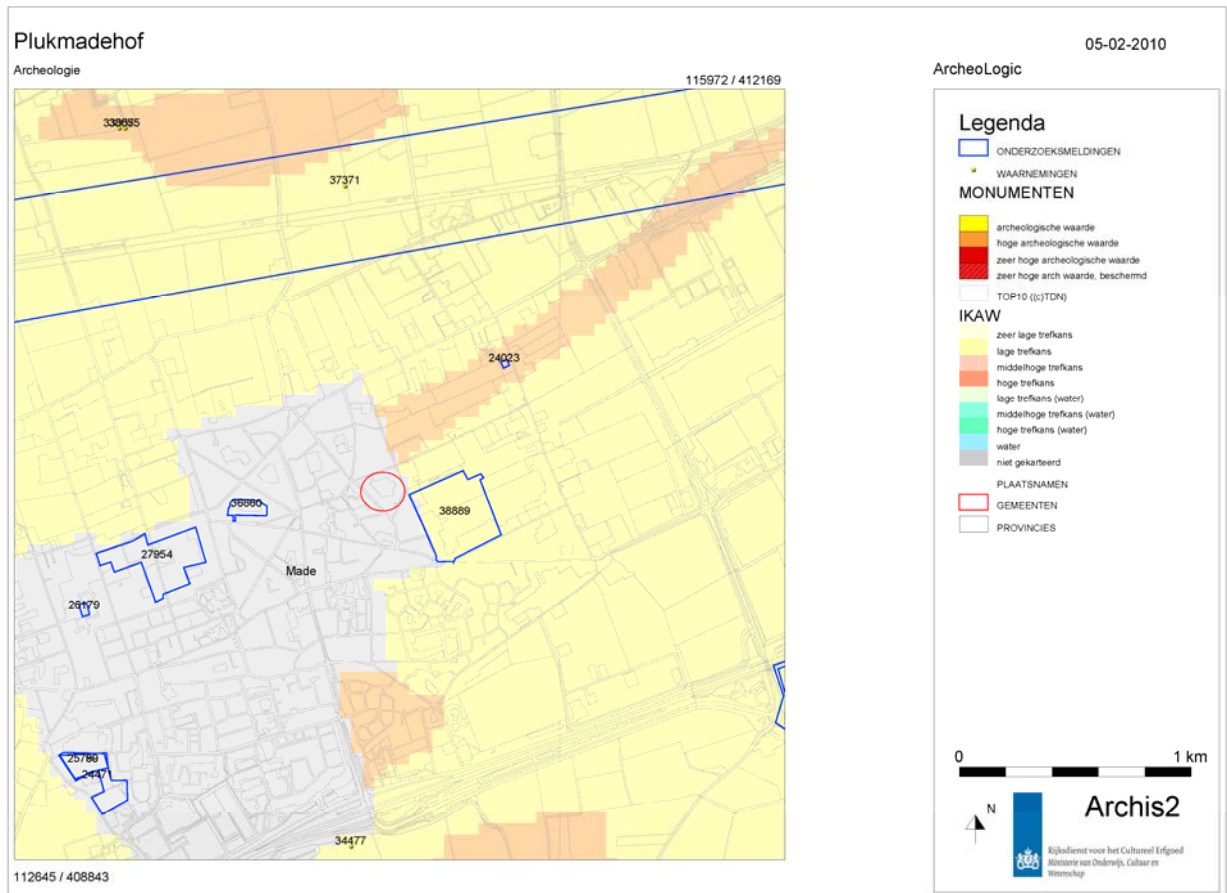 Plukmadehof
05-02-2010
Archeologie
ArcheoLogic
115972 / 412169
37371
24023
36860
38889
27954
Made
26179
25789
24471
34477
112645 / 408843
Legenda
ONDERZOEKSMELDINGEN
WAARNEMINGEN
MONUMENTEN
archeologische waarde
hoge archeologische waarde
zeer hoge archeologische waarde
zeer hoge arch waarde, beschermd
TOP10 ((c)TDN)
IKAW
zeer lage trefkans
lage trefkans
middelhoge trefkans
hoge trefkans
lage trefkans (water)
middelhoge trefkans (water)
hoge trefkans (water)
water
niet gekarteerd
PLAATSNAMEN
GEMEENTEN
PROVINCIES
0 1 km
N
Archis2
Rijksdienst voor het Cultureel Erfgoed
Ministerie van Onderwijs, Cultuur en
Wetenschap